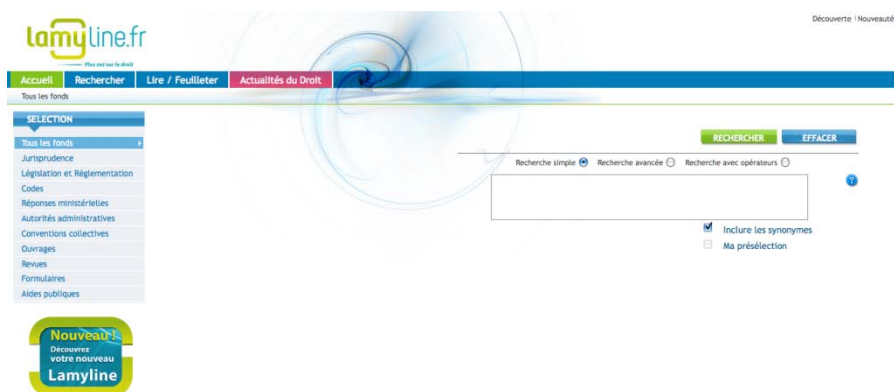 Découverte | Nouveauté
lamyline.fr
Plus net sur le droit
Accueil Rechercher Lire / Feuilleter Actualités du Droit
Tous les fonds
SELECTION
Tous les fonds
Jurisprudence
Législation et Réglementation
Codes
Réponses ministérielles
Autorités administratives
Conventions collectives
Ouvrages
Revues
Formulaires
Aides publiques
RECHERCHER EFFACER
Recherche simple Recherche avancée Recherche avec opérateurs
?
Inclure les synonymes
Ma présélection
Nouveau !
Découvrez
votre nouveau
Lamyline